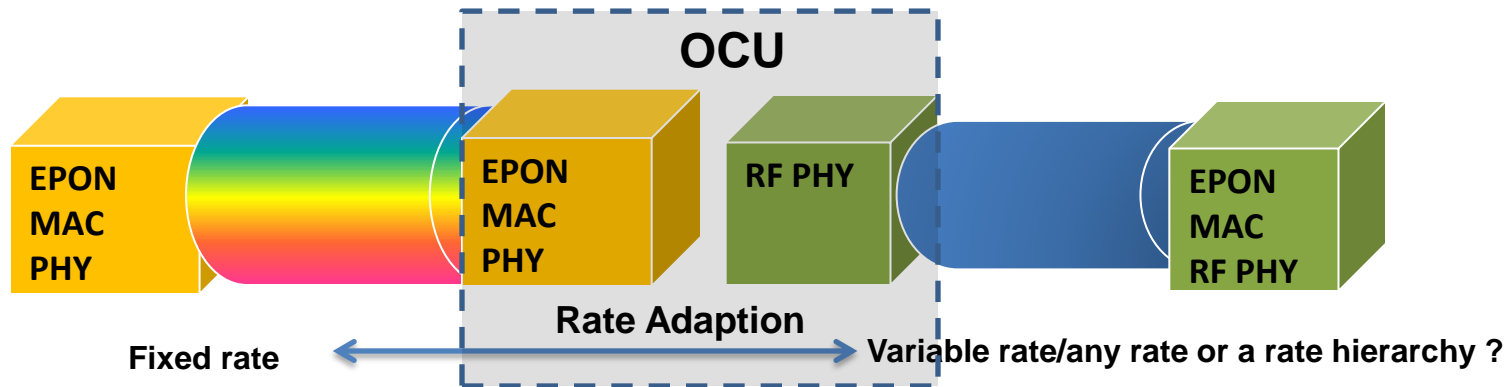 OCU
EPON
MAC
PHY
EPON
MAC
PHY
RF PHY
EPON
MAC
RF PHY
Rate Adaption
Fixed rate
Variable rate/any rate or a rate hierarchy ?